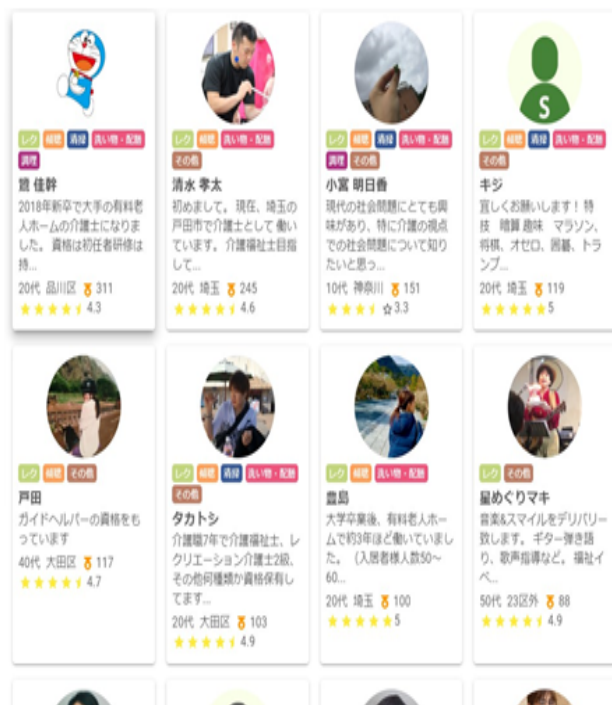 レク 傾聴 清掃 洗い物・配膳
調理
佳幹
2018年新卒で大手の有料老
人ホームの介護士になりま
した。 資格は初任者研修は
持...
20代 品川区 311
4.3
レク 傾聴 洗い物・配膳
その他
清水 孝太
初めまして。 現在、埼玉の
戸田市で介護士として 働い
ています。 介護福祉士目指
して...
20代 埼玉 245
4.6
レク 傾聴 清掃 洗い物・配膳
調理 その他
小宮 明日香
現代の社会問題にとても興
味があり、特に介護の視点
での社会問題について知り
たいと思っ...
10代 神奈川 151
3.3
レク 傾聴 清掃 洗い物・配膳
その他
S
キジ
宜しくお願いします！ 特
技 暗算 趣味 マラソン、
将棋、オセロ、囲碁、トラ
ンプ...
20代 埼玉 119
5
レク 傾聴 その他
戸田
ガイドヘルパーの資格をも
っています
40代 大田区 117
4.7
レク 傾聴 清掃 洗い物・配膳
その他
タカトシ
介護職7年で介護福祉士、レ
クリエーション介護士2級、
その他何種類か資格保有し
てます...
20代 大田区 103
4.9
レク 傾聴 洗い物・配膳
豊島
大学卒業後、有料老人ホー
ムで約3年ほど働いていまし
た。 （入居者様人数50～
60...
20代 埼玉 100
5
レク 傾聴 その他
星めぐりマキ
音楽&スマイルをデリバリー
致します。 ギター弾き語
り、歌声指導など。 福祉イ
ベ...
50代 23区外 88
4.9